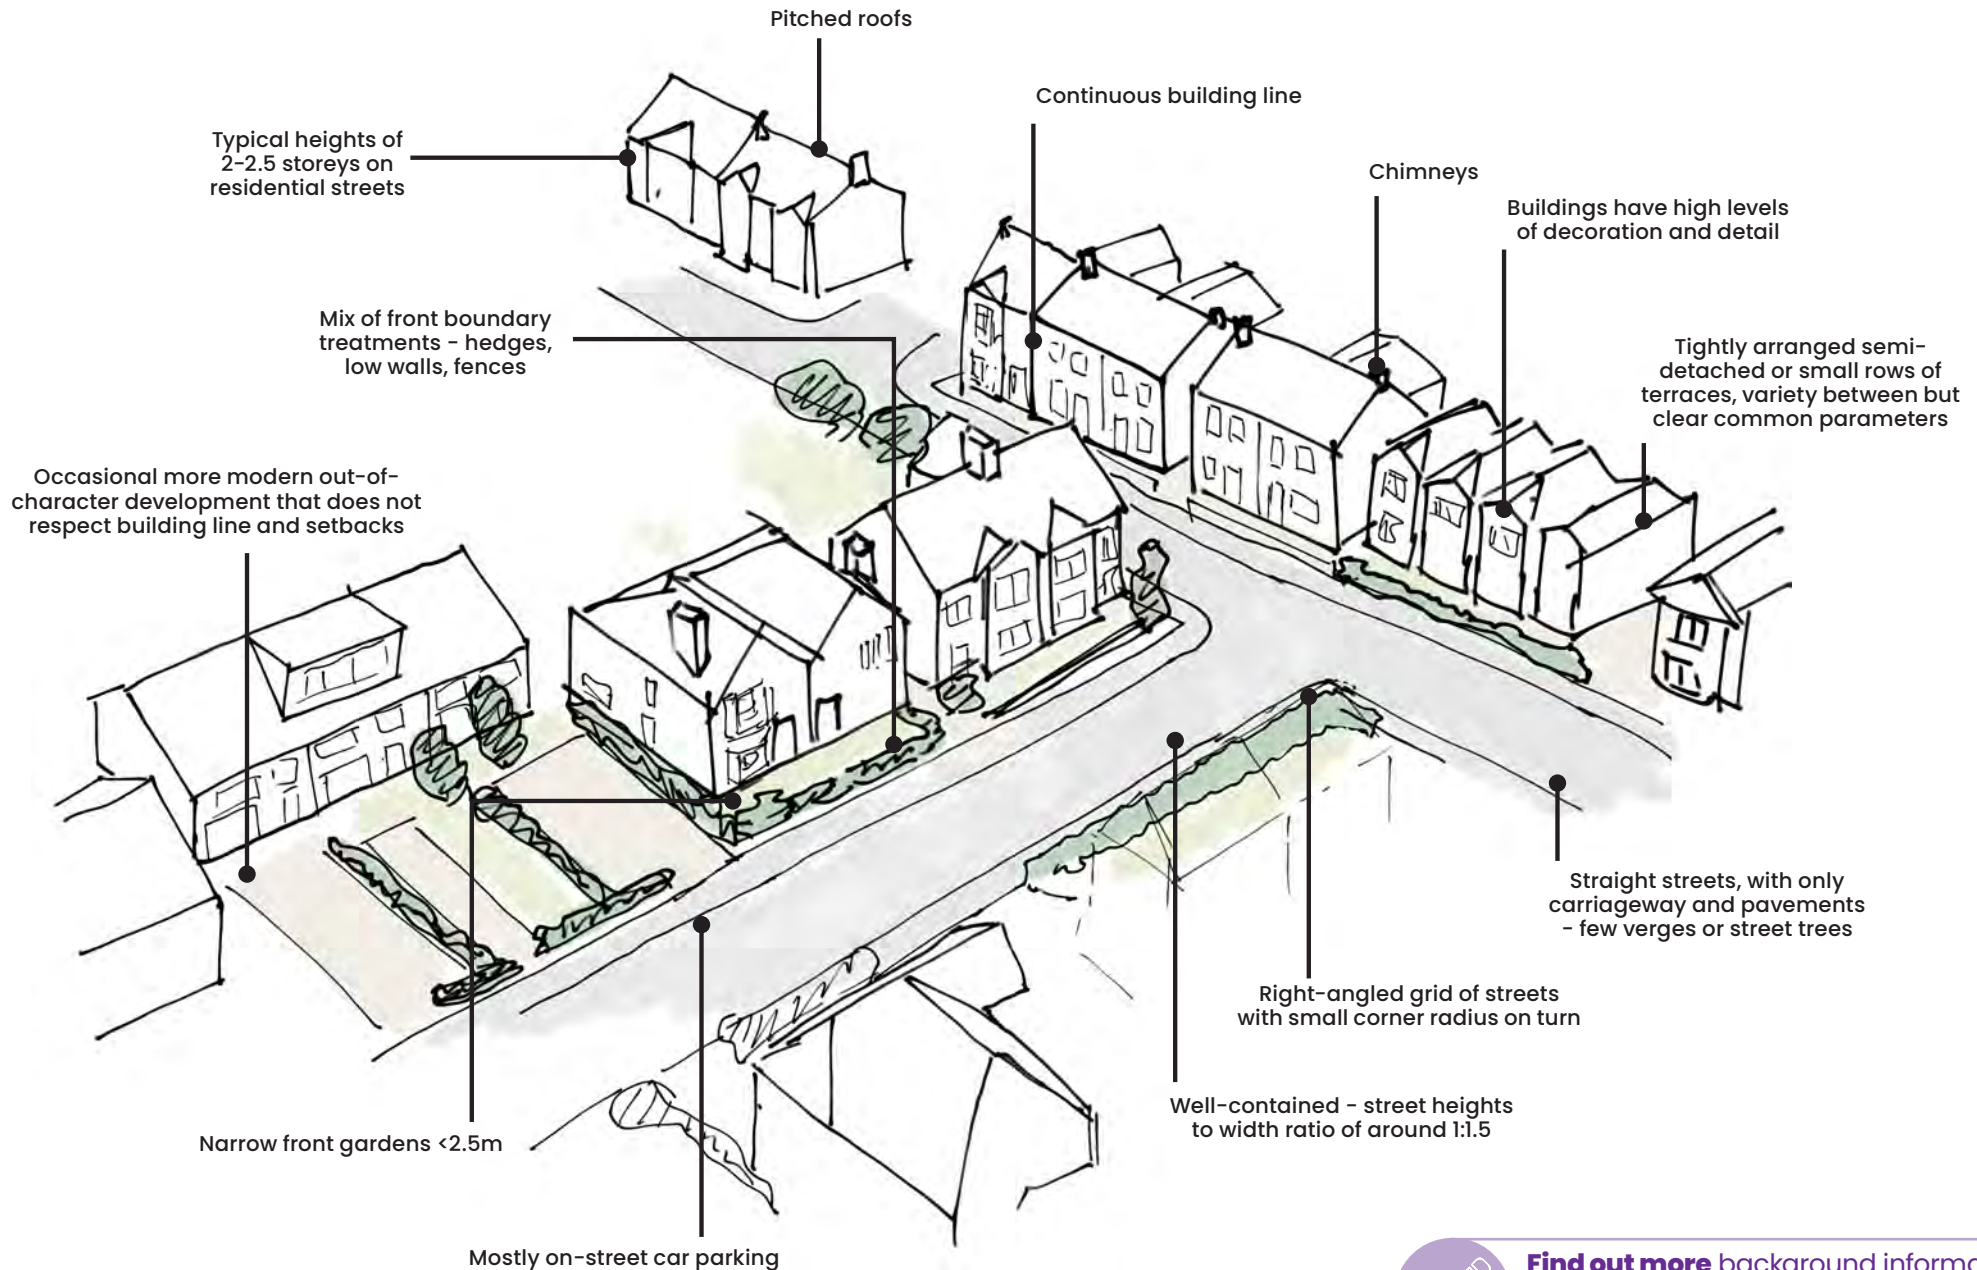 Pitched roofs
Continuous building line
Typical heights of
2-2.5 storeys on
residential streets
Chimneys
Buildings have high levels
of decoration and detail
Mix of front boundary
treatments - hedges,
low walls, fences
Tightly arranged semi-
detached or small rows of
terraces, variety between but
clear common parameters
Occasional more modern out-of-
character development that does not
respect building line and setbacks
Straight streets, with only
carriageway and pavements
- few verges or street trees
Right-angled grid of streets
with small corner radius on turn
Well-contained - street heights
to width ratio of around 1:1.5
Narrow front gardens <2.5m
Mostly on-street car parking
Find out more background